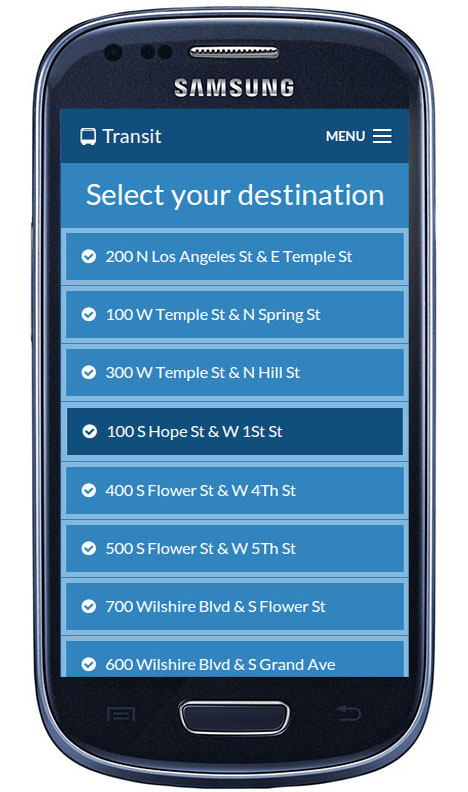 SAMSUNG
Transit MENU
Select your destination
200 N Los Angeles St & E Temple St
100 W Temple St & N Spring St
300 W Temple St & N Hill St
100 S Hope St & W 1St St
400 S Flower St & W 4Th St
500 S Flower St & W 5Th St
700 Wilshire Blvd & S Flower St
600 Wilshire Blvd & S Grand Ave